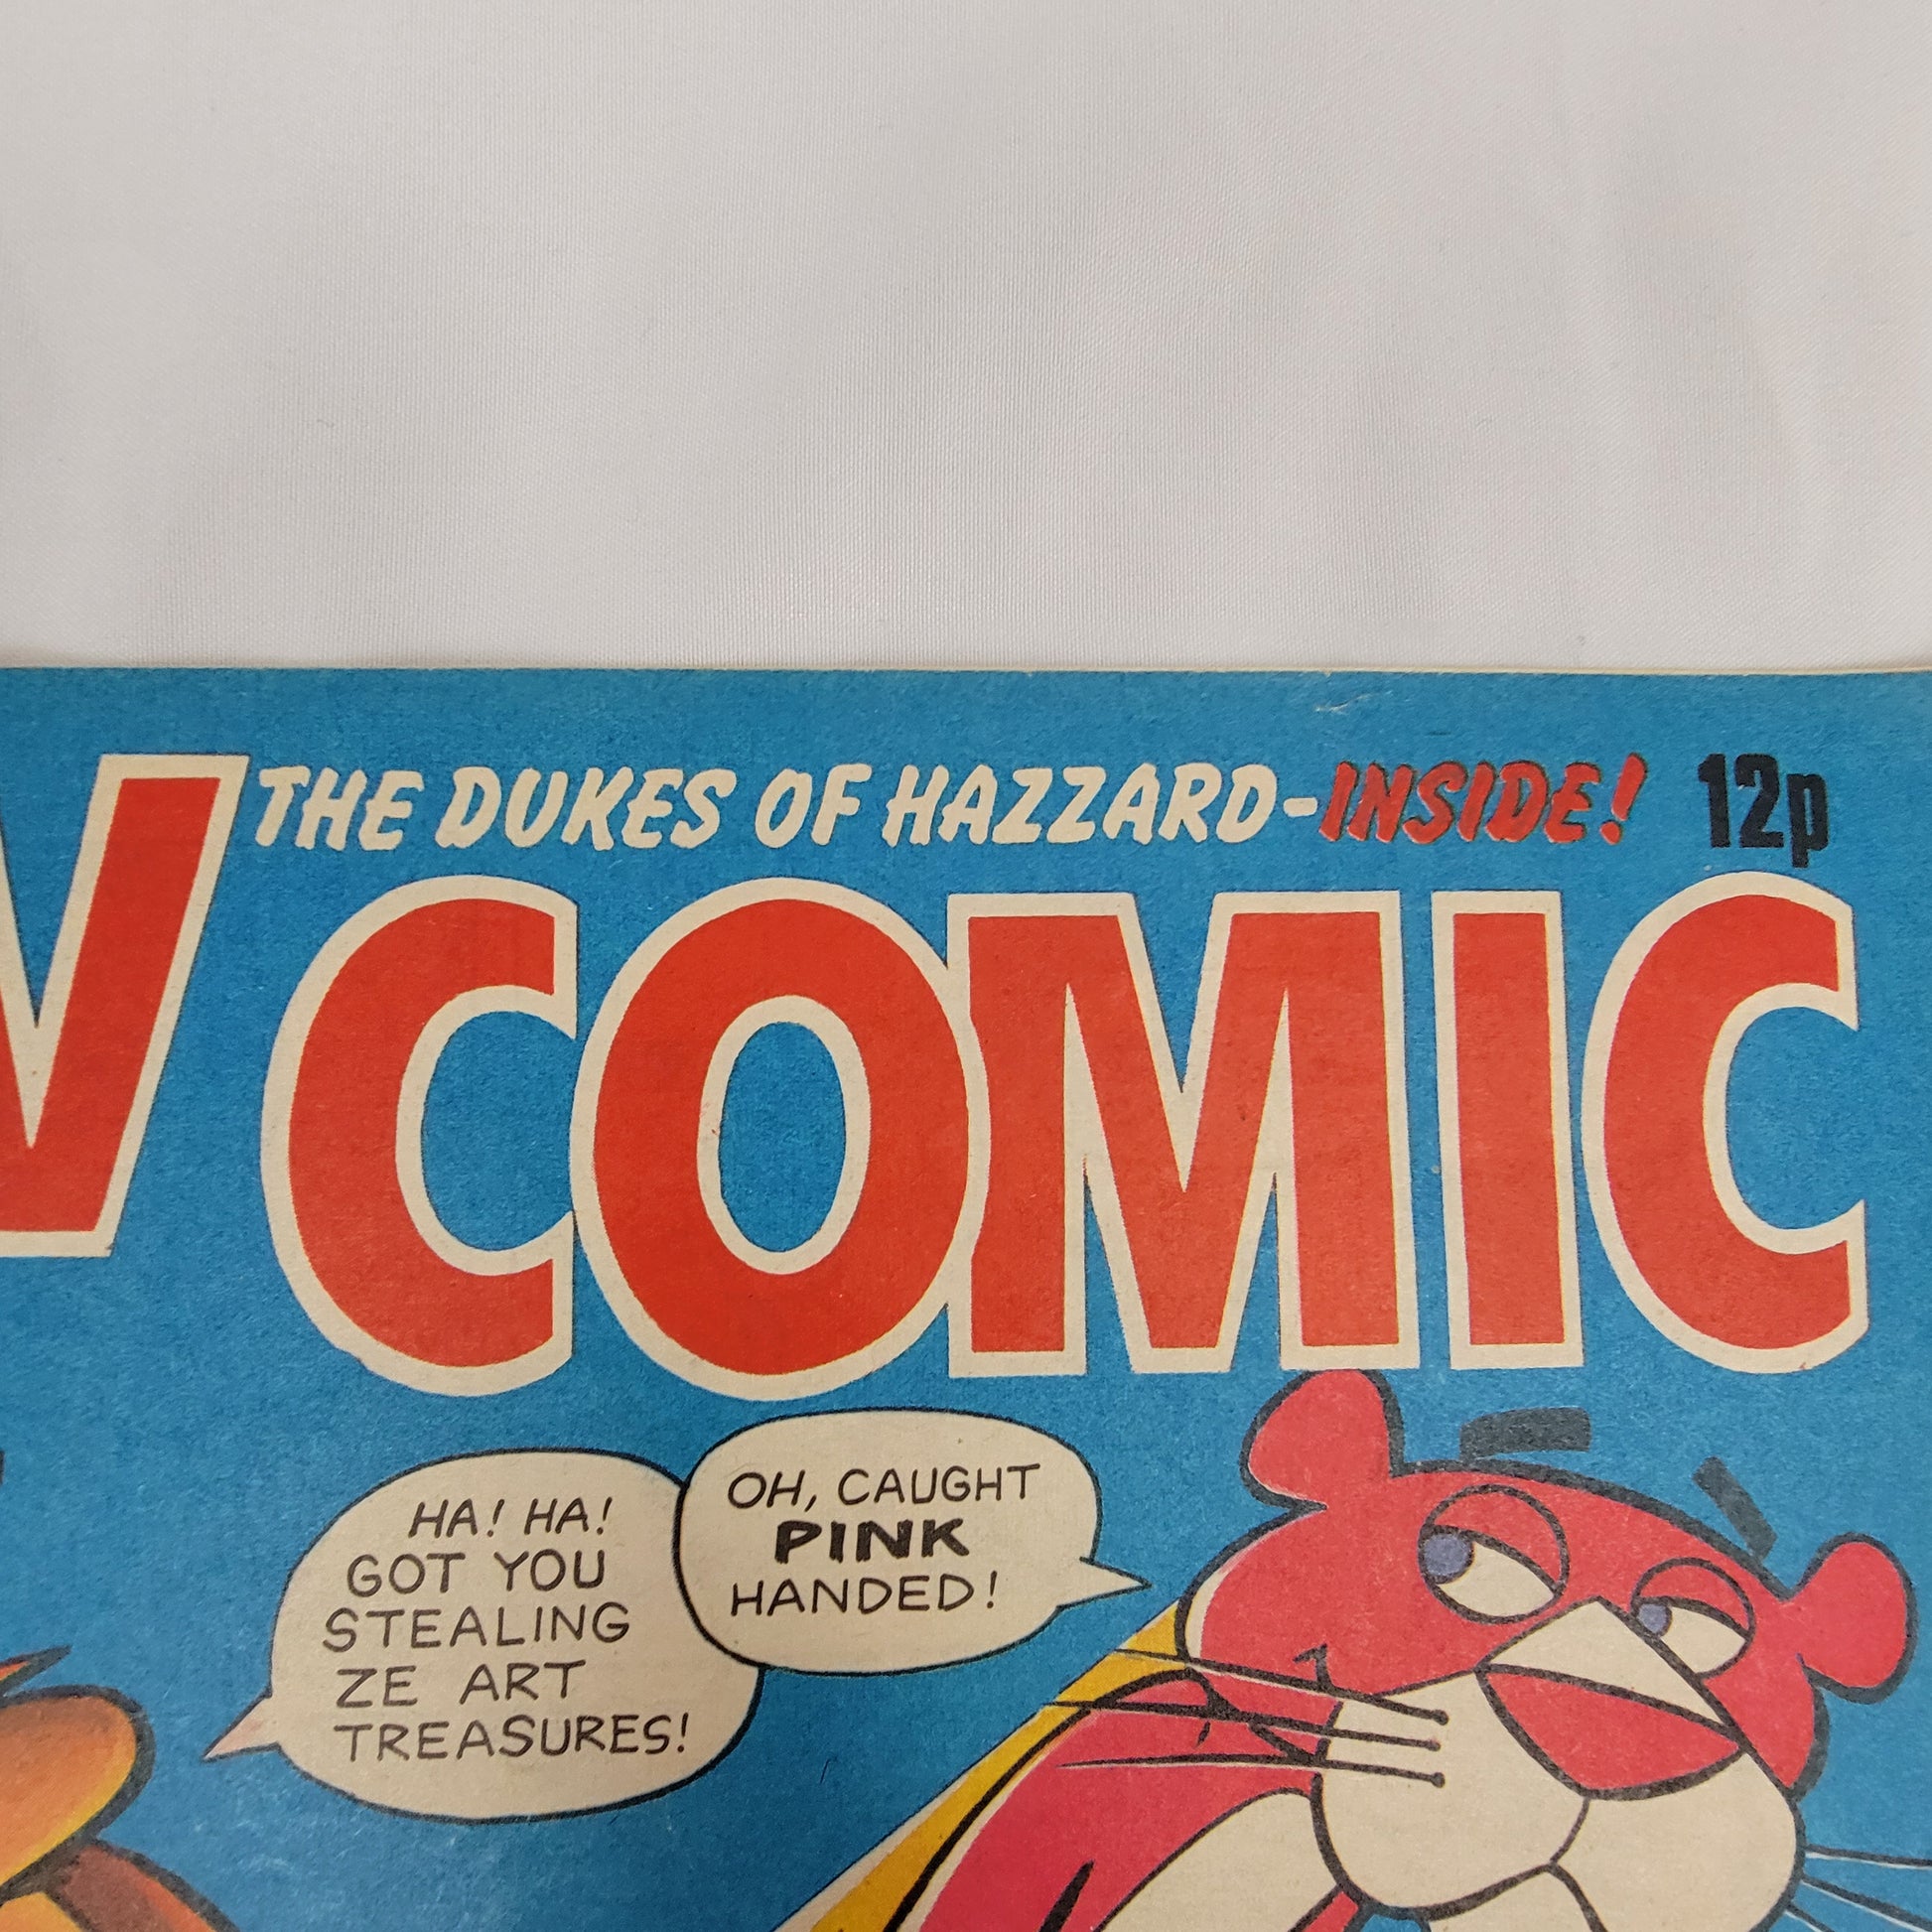 THE DUKES OF HAZZARD-INSIDE! 12p
COMIC
HA! HA!
GOT YOU
STEALING
ZE ART
TREASURES!
OH, CAUGHT
PINK
HANDED!